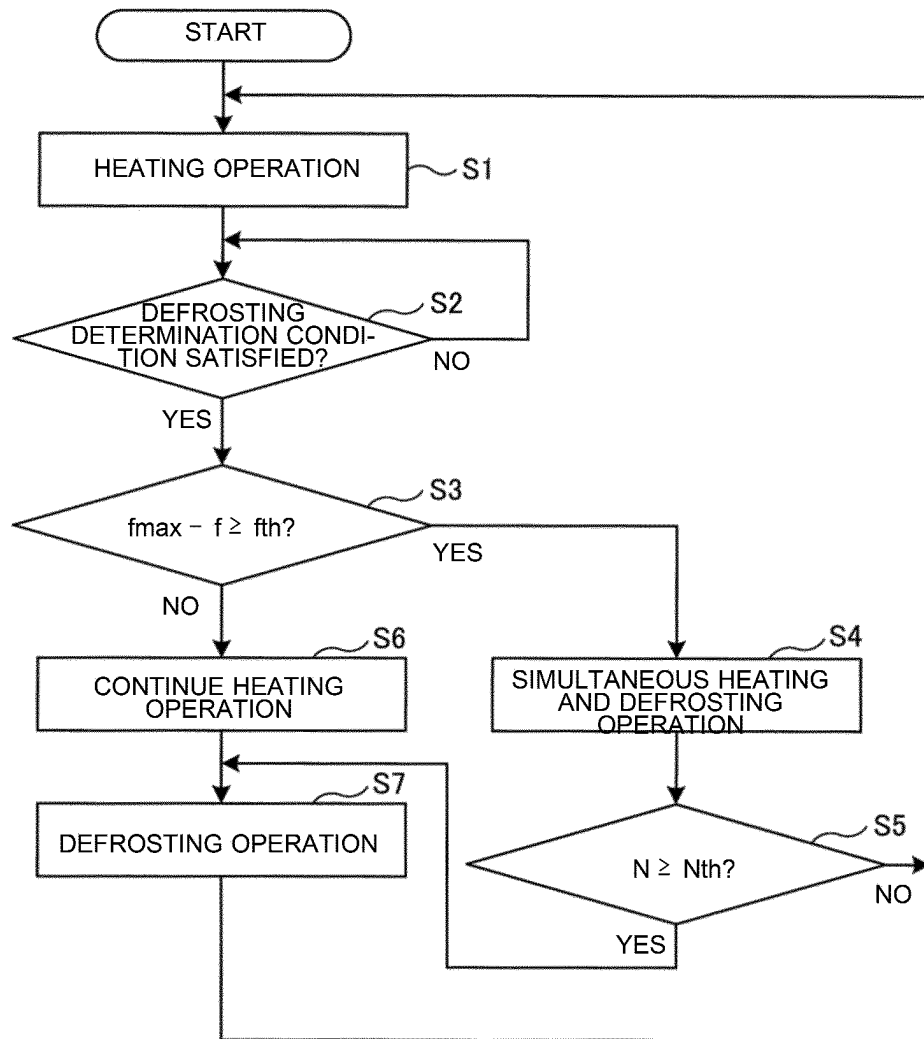 START
HEATING OPERATION
S1
S2
DEFROSTING
DETERMINATION CONDI-
TION SATISFIED?
NO
YES
S3
fmax - f ≥ fth?
YES
NO
S6
CONTINUE HEATING
OPERATION
S4
SIMULTANEOUS HEATING
AND DEFROSTING
OPERATION
S7
DEFROSTING OPERATION
S5
N ≥ Nth?
NO
YES